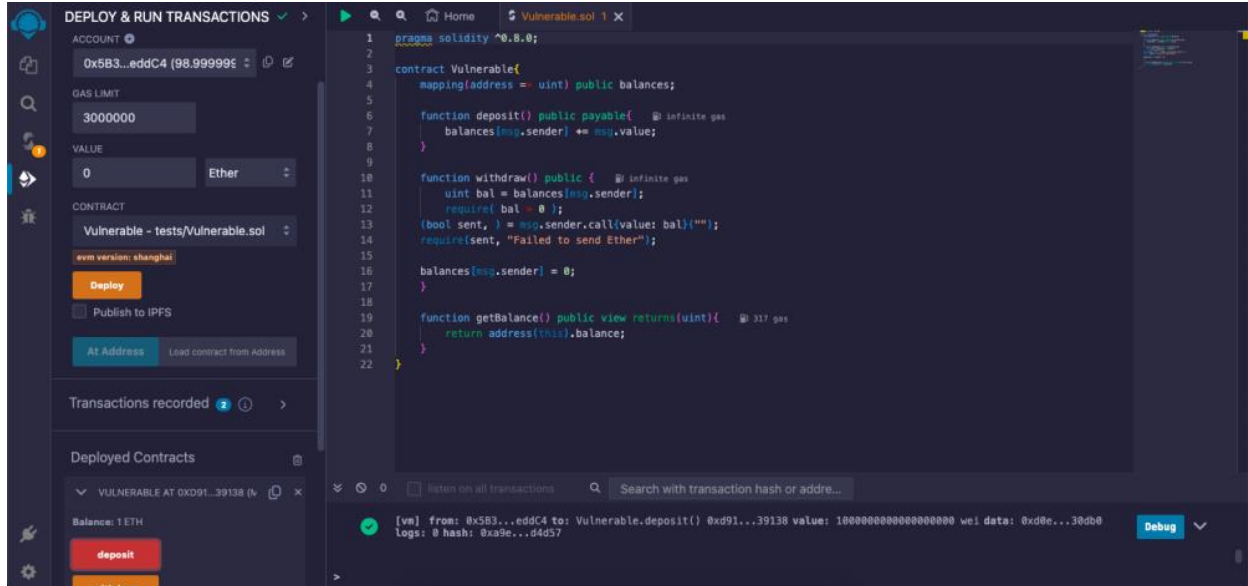 DEPLOY & RUN TRANSACTIONS
ACCOUNT
0x5B3...eddC4 (98.999999
GAS LIMIT
3000000
VALUE
0 Ether
CONTRACT
Vulnerable - tests/Vulnerable.sol
evm version: shanghai
Deploy
Publish to IPFS
At Address Load contract from Address
Transactions recorded 2
Deployed Contracts
VULNERABLE AT 0XD91...39138 (M
Balance: 1 ETH
deposit
Home Vulnerable.sol 1
1 pragma solidity ^0.8.0;
2
3 contract Vulnerable{
4 mapping(address => uint) public balances;
5
6 function deposit() public payable{ infinite gas
7 balances[msg.sender] += msg.value;
8 }
9
10 function withdraw() public { infinite gas
11 uint bal = balances[msg.sender];
12 require( bal > 0 );
13 (bool sent, ) = msg.sender.call{value: bal}("");
14 require(sent, "Failed to send Ether");
15
16 balances[msg.sender] = 0;
17 }
18
19 function getBalance() public view returns(uint){ 317 gas
20 return address(this).balance;
21 }
22 }
0 listen on all transactions Search with transaction hash or addre...
[vm] from: 0x5B3...eddC4 to: Vulnerable.deposit() 0xd91...39138 value: 1000000000000000000 wei data: 0xd0e...30db0
logs: 0 hash: 0xa9e...d4d57
Debug
>